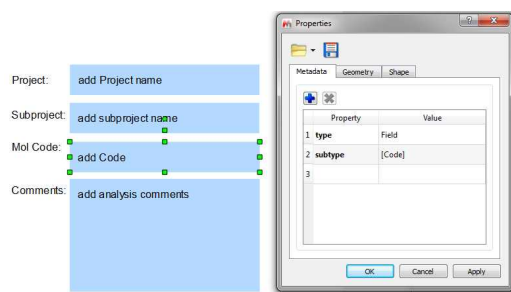 Project:
add Project name
Subproject:
add subproject name
Mol Code:
add Code
Comments:
add analysis comments
Properties
Metadata Geometry Shape
Property Value
1 type Field
2 subtype [Code]
3
OK Cancel Apply